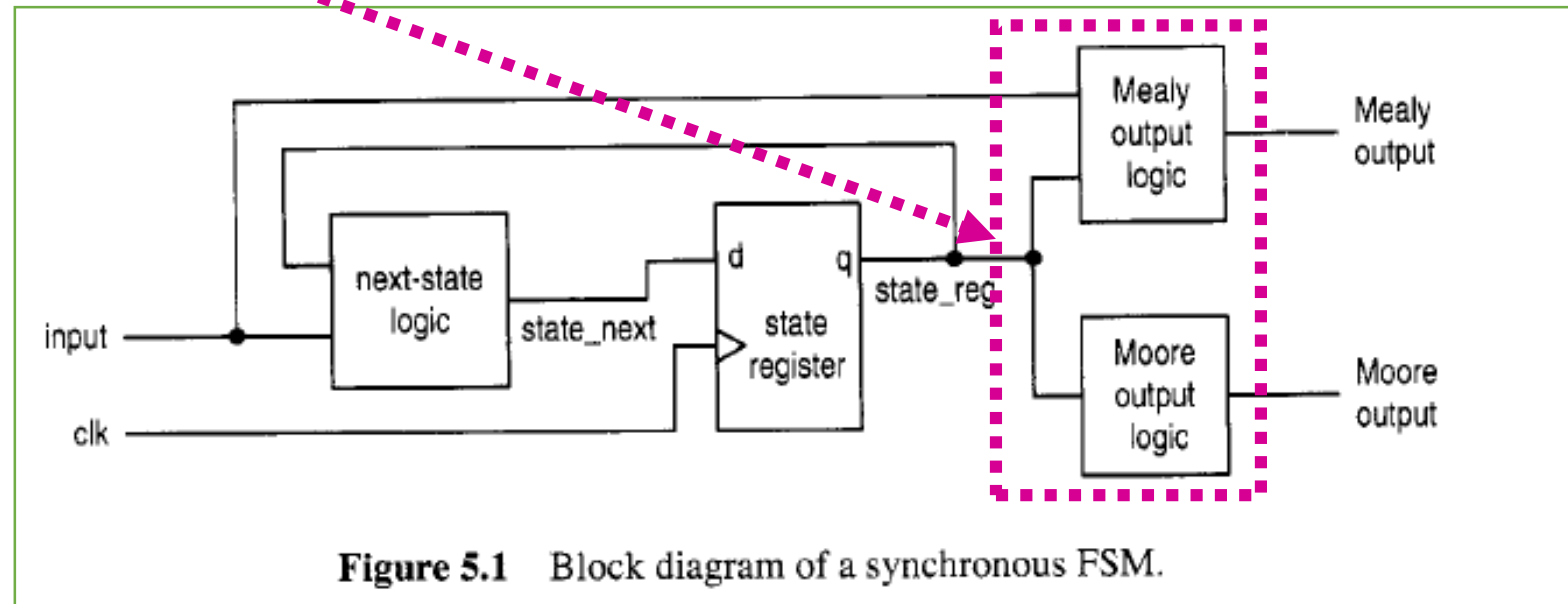 Mealy
output
logic
Mealy
output
next-state
logic
d
q
state_reg
state_next
state
register
input
clk
Moore
output
logic
Moore
output
Figure 5.1 Block diagram of a synchronous FSM.